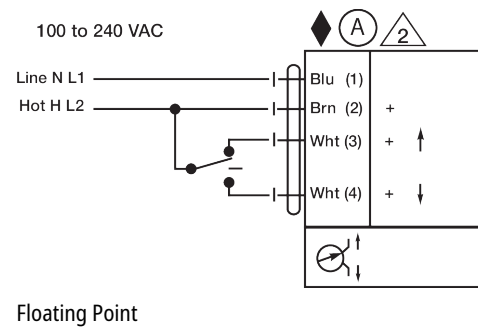 100 to 240 VAC
A
2
Line N L1
Blu (1)
Hot H L2
Brn (2) +
Wht (3) +
Wht (4) +
Floating Point